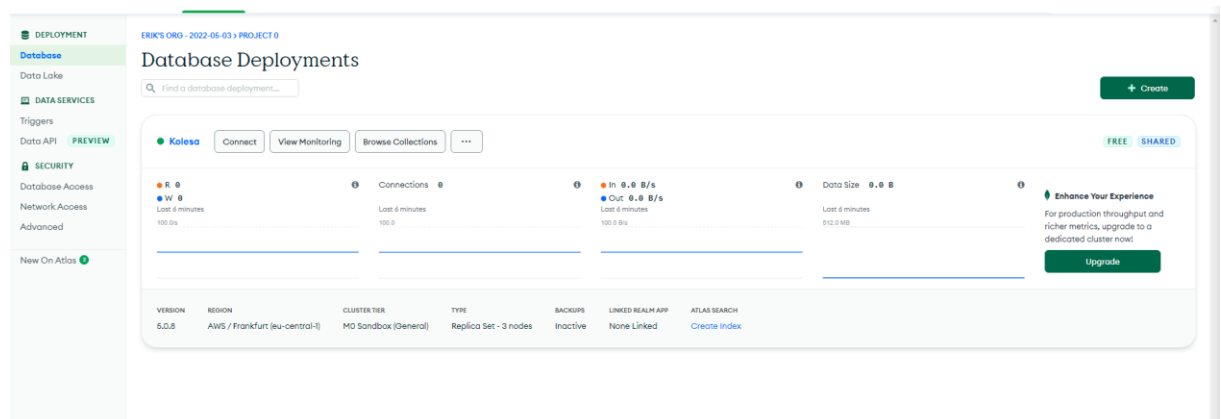 DEPLOYMENT
Database
Data Lake
DATA SERVICES
Triggers
Data API PREVIEW
SECURITY
Database Access
Network Access
Advanced
New On Atlas 2
ERIK'S ORG - 2022-05-03 > PROJECT 0
Database Deployments
Find a database deployment...
+ Create
Kolesa Connect View Monitoring Browse Collections ...
FREE SHARED
R 0
W 0
Last 6 minutes
100.0/s
Connections 0
Last 6 minutes
100.0
In 0.0 B/s
Out 0.0 B/s
Last 6 minutes
100.0 B/s
Data Size 0.0 B
Last 6 minutes
512.0 MB
Enhance Your Experience
For production throughput and
richer metrics, upgrade to a
dedicated cluster now!
Upgrade
VERSION REGION CLUSTER TIER TYPE BACKUPS LINKED REALM APP ATLAS SEARCH
5.0.8 AWS / Frankfurt (eu-central-1) M0 Sandbox (General) Replica Set - 3 nodes Inactive None Linked Create Index